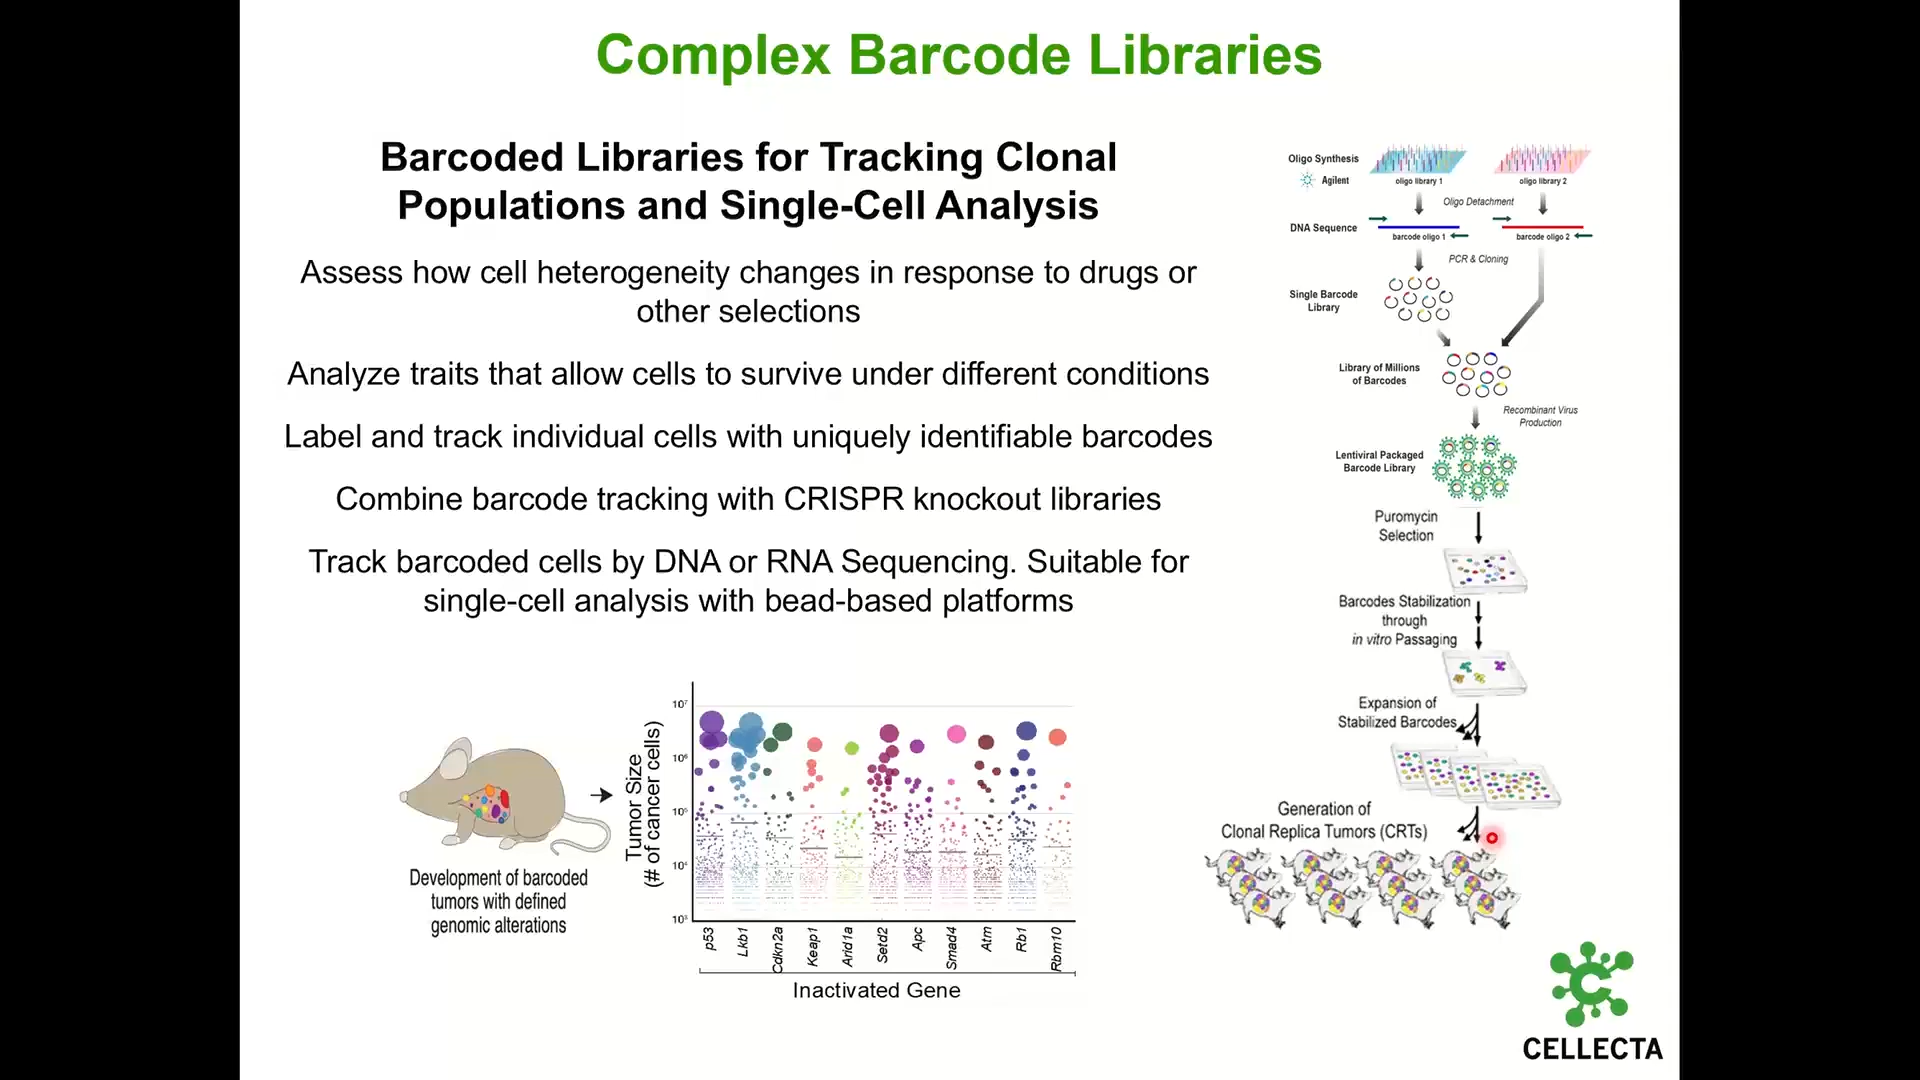 Complex Barcode Libraries
Barcoded Libraries for Tracking Clonal
Populations and Single-Cell Analysis
Assess how cell heterogeneity changes in response to drugs or
other selections
Analyze traits that allow cells to survive under different conditions
Label and track individual cells with uniquely identifiable barcodes
Combine barcode tracking with CRISPR knockout libraries
Track barcoded cells by DNA or RNA Sequencing. Suitable for
single-cell analysis with bead-based platforms
Development of barcoded
tumors with defined
genomic alterations
Tumor Size
(# of cancer cells)
10⁷
10⁶
10⁵
10⁴
10³
p53
Lkb1
Cdkn2a
Keap1
Arid1a
Setd2
Apc
Smad4
Atm
Rb1
Rbm10
Inactivated Gene
Oligo Synthesis
Agilent
oligo library 1
oligo library 2
Oligo Detachment
DNA Sequence
barcode oligo 1
barcode oligo 2
PCR & Cloning
Single Barcode
Library
Library of Millions
of Barcodes
Recombinant Virus
Production
Lentiviral Packaged
Barcode Library
Puromycin
Selection
Barcodes Stabilization
through
in vitro Passaging
Expansion of
Stabilized Barcodes
Generation of
Clonal Replica Tumors (CRTs)
CELLECTA